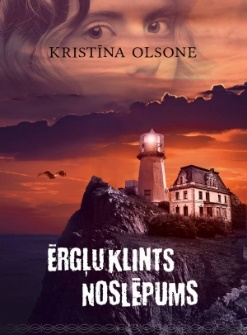 KRISTĪNA OLSONE
ĒRGĻU KLINTS
NOSLĒPUMS